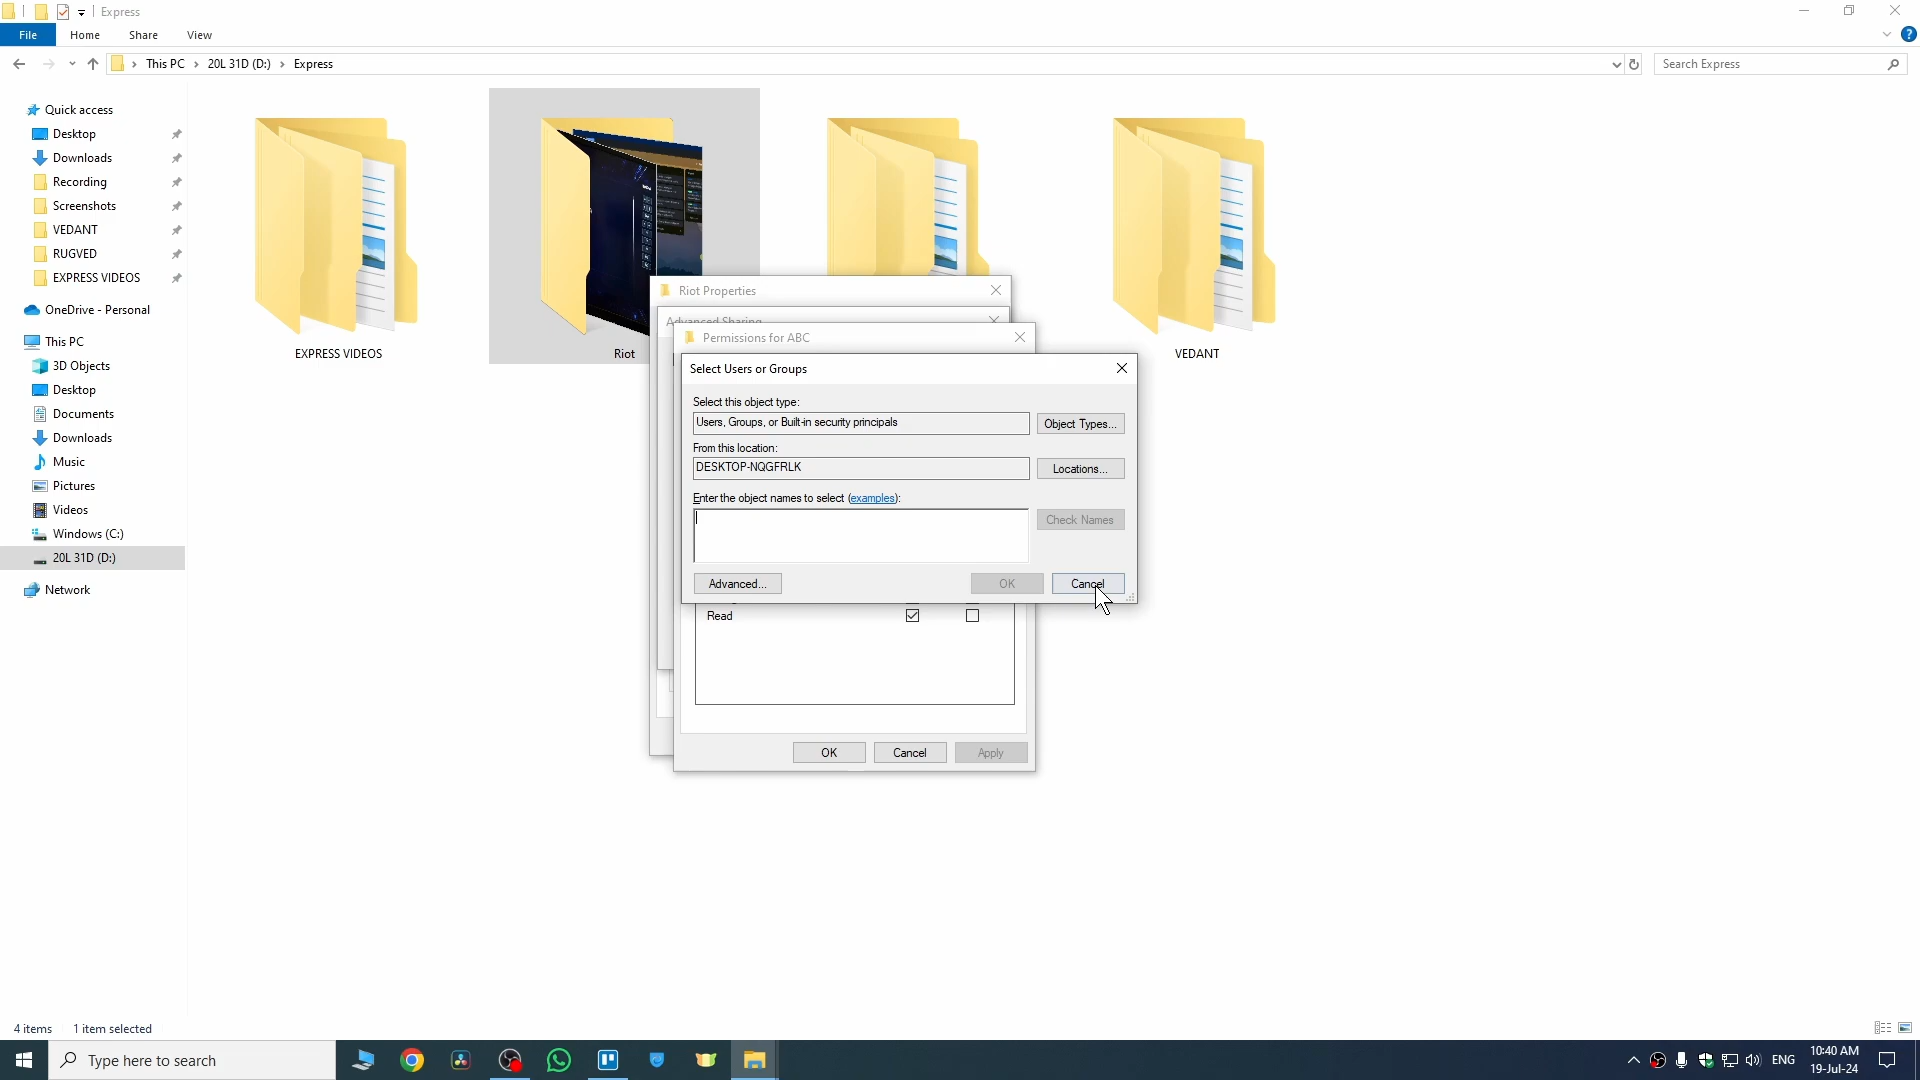 Express
File
Home
Share
View
This PC
20L 31D (D:)
Express
Search Express
Quick access
Desktop
Downloads
Recording
Screenshots
VEDANT
RUGVED
EXPRESS VIDEOS
OneDrive - Personal
This PC
3D Objects
Desktop
Documents
Downloads
Music
Pictures
Videos
Windows (C:)
20L 31D (D:)
Network
EXPRESS VIDEOS
Riot
VEDANT
Riot Properties
Advanced Sharing
Permissions for ABC
Select Users or Groups
Select this object type:
Users, Groups, or Built-in security principals
Object Types...
From this location:
DESKTOP-NQGFRLK
Locations...
Enter the object names to select (examples):
Check Names
Advanced...
OK
Cancel
Read
OK
Cancel
Apply
4 items
1 item selected
Type here to search
ENG
10:40 AM
19-Jul-24